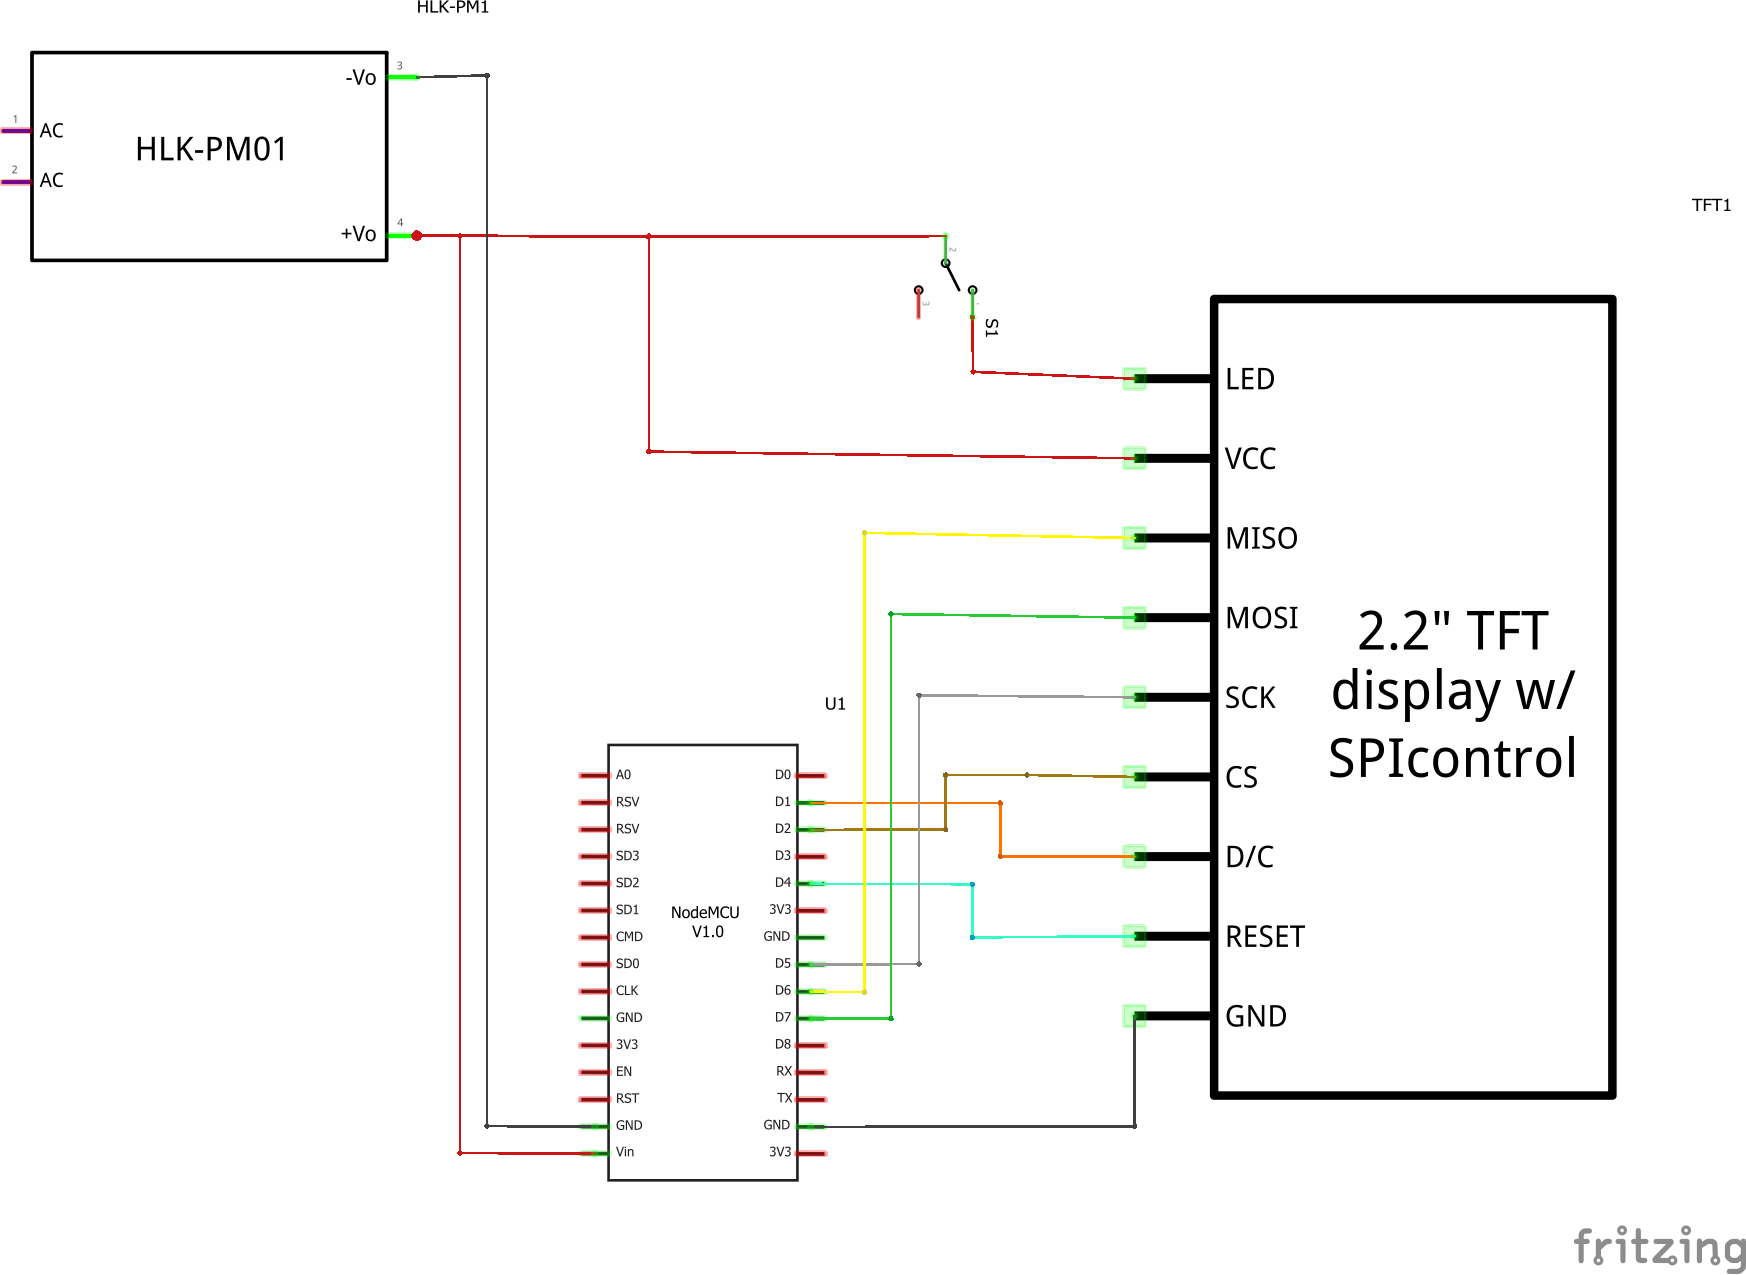 HLK-PM1
3
-Vo
1
AC
HLK-PM01
2
AC
4
+Vo
TFT1
2
3
S1
LED
VCC
MISO
MOSI
2.2" TFT
display w/
SPIcontrol
SCK
CS
D/C
RESET
GND
U1
A0
D0
RSV
D1
RSV
D2
SD3
D3
SD2
D4
SD1
3V3
NodeMCU
V1.0
CMD
GND
SD0
D5
CLK
D6
GND
D7
3V3
D8
EN
RX
RST
TX
GND
GND
Vin
3V3
fritzing